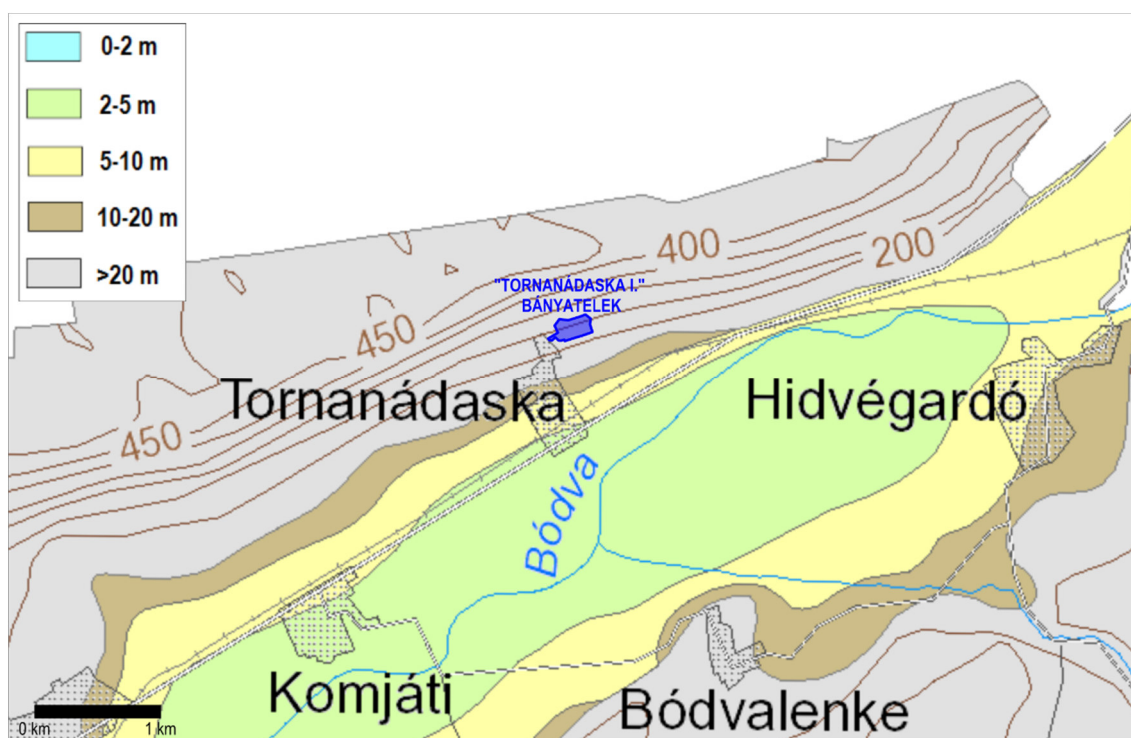 0-2 m
2-5 m
5-10 m
10-20 m
>20 m
400
200
"TORNANÁDASKA I."
BÁNYATELEK
450
Tornanádaska
Hidvégardó
450
Bódva
Komjáti
Bódvalenke
0 km
1 km